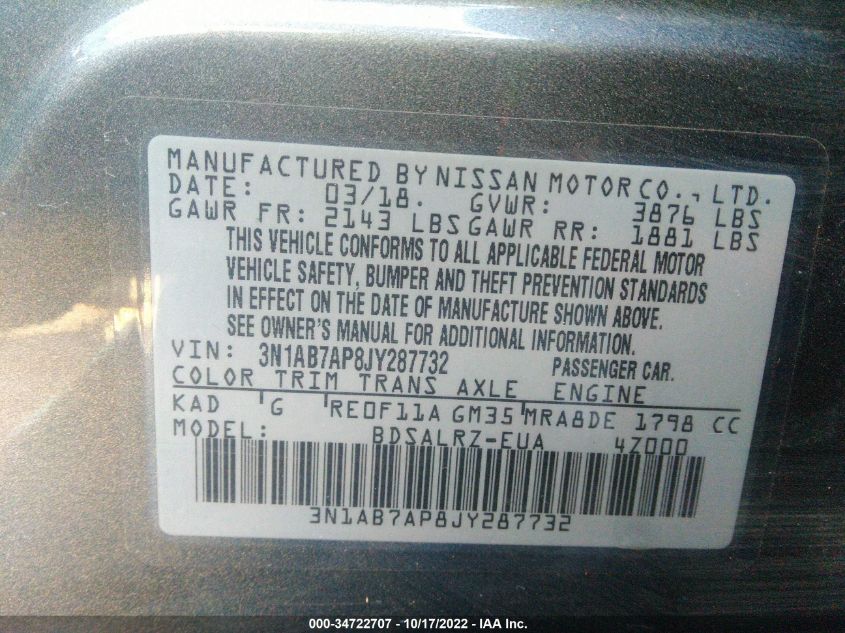 MANUFACTURED BY NISSAN MOTOR CO., LTD.
DATE: 03/18. GVWR: 3876 LBS
GAWR FR: 2143 LBS GAWR RR: 1881 LBS
THIS VEHICLE CONFORMS TO ALL APPLICABLE FEDERAL MOTOR
VEHICLE SAFETY, BUMPER AND THEFT PREVENTION STANDARDS
IN EFFECT ON THE DATE OF MANUFACTURE SHOWN ABOVE.
SEE OWNER'S MANUAL FOR ADDITIONAL INFORMATION.
VIN: 3N1AB7AP8JY287732 PASSENGER CAR.
COLOR TRIM TRANS AXLE ENGINE
KAD G RE0F11A GM35 MRA8DE 1798 CC
MODEL: BDSALRZ-EUA 4Z000
3N1AB7AP8JY287732
000-34722707 - 10/17/2022 - IAA Inc.